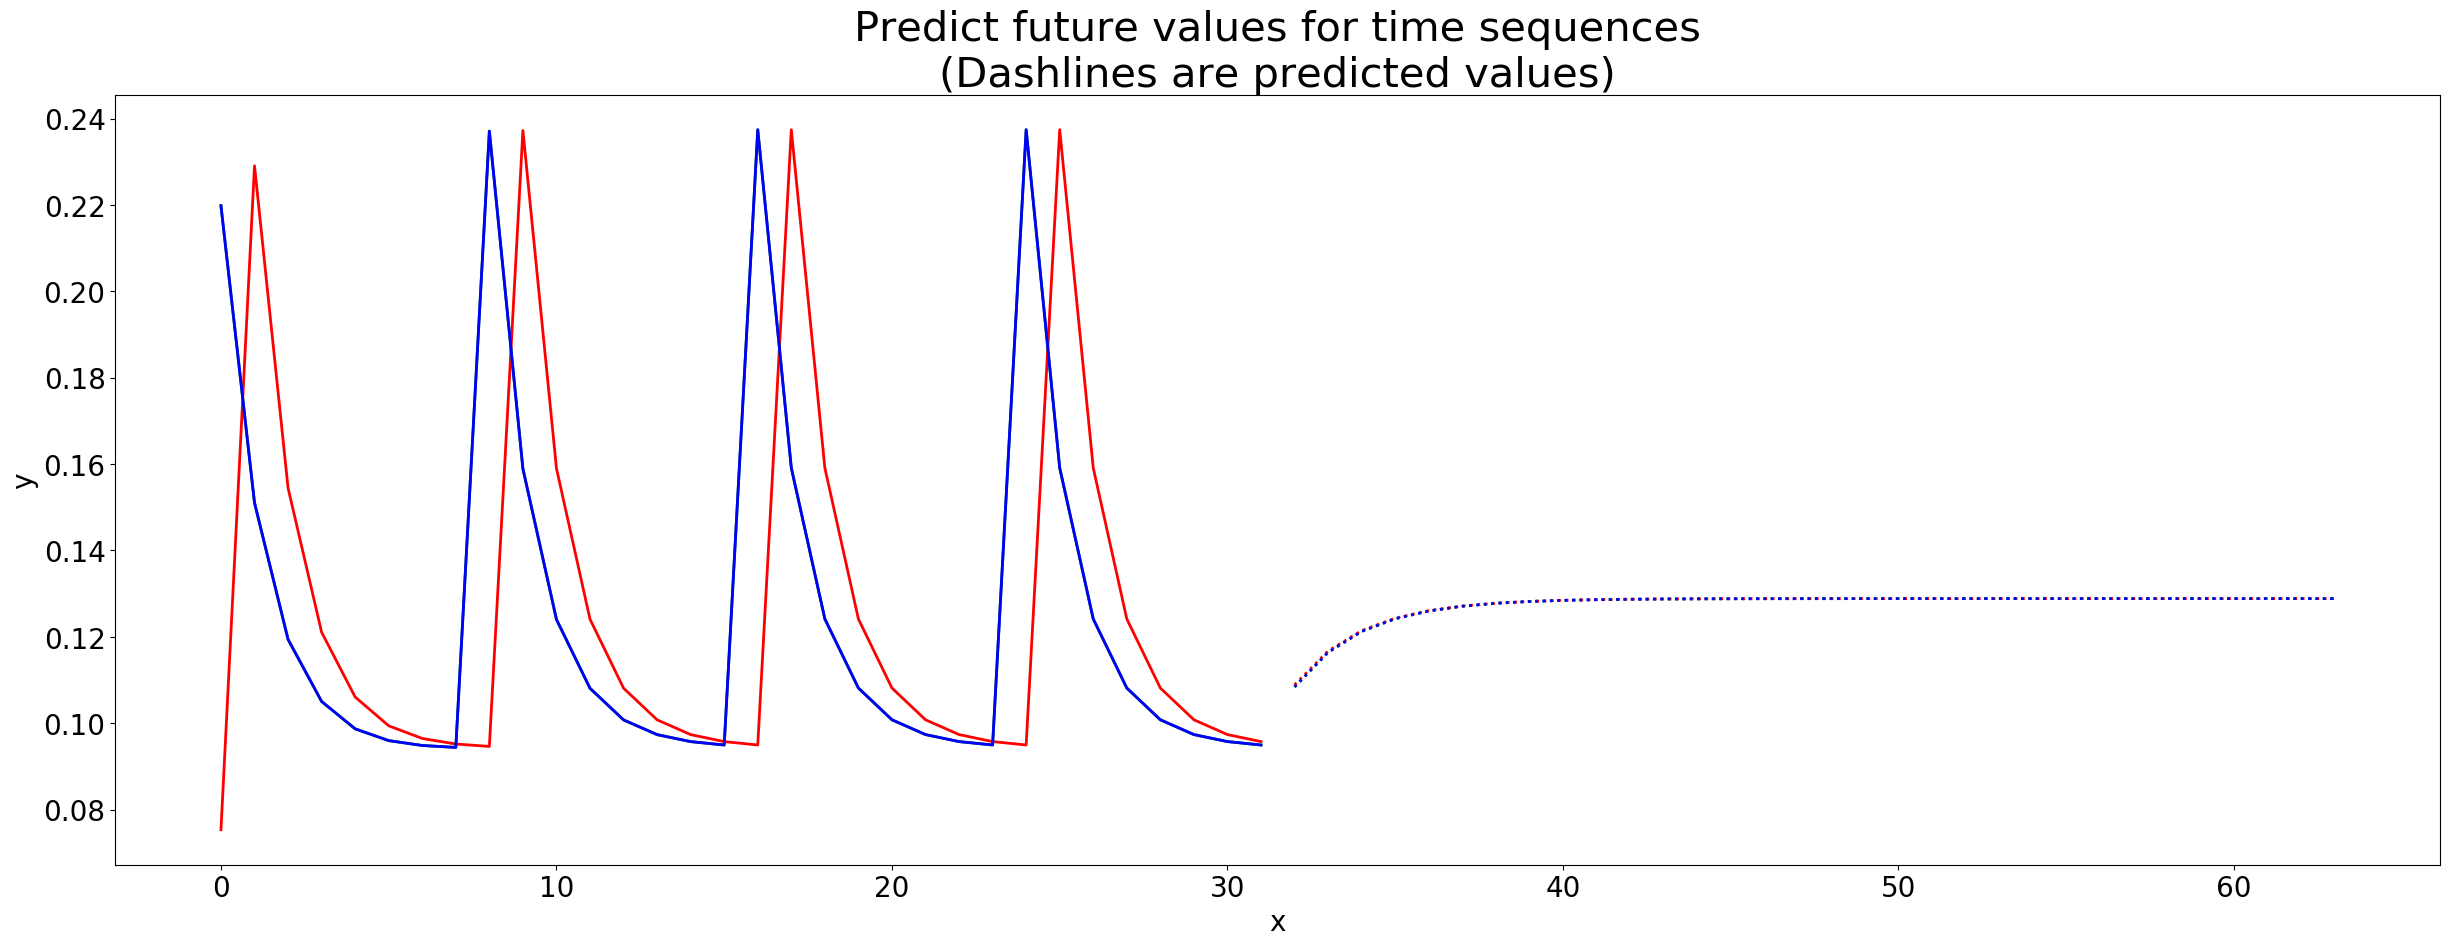 Predict future values for time sequences
(Dashlines are predicted values)
0.24
0.22
0.20
0.18
0.16
0.14
0.12
0.10
0.08
y
0 10 20 30 40 50 60
x